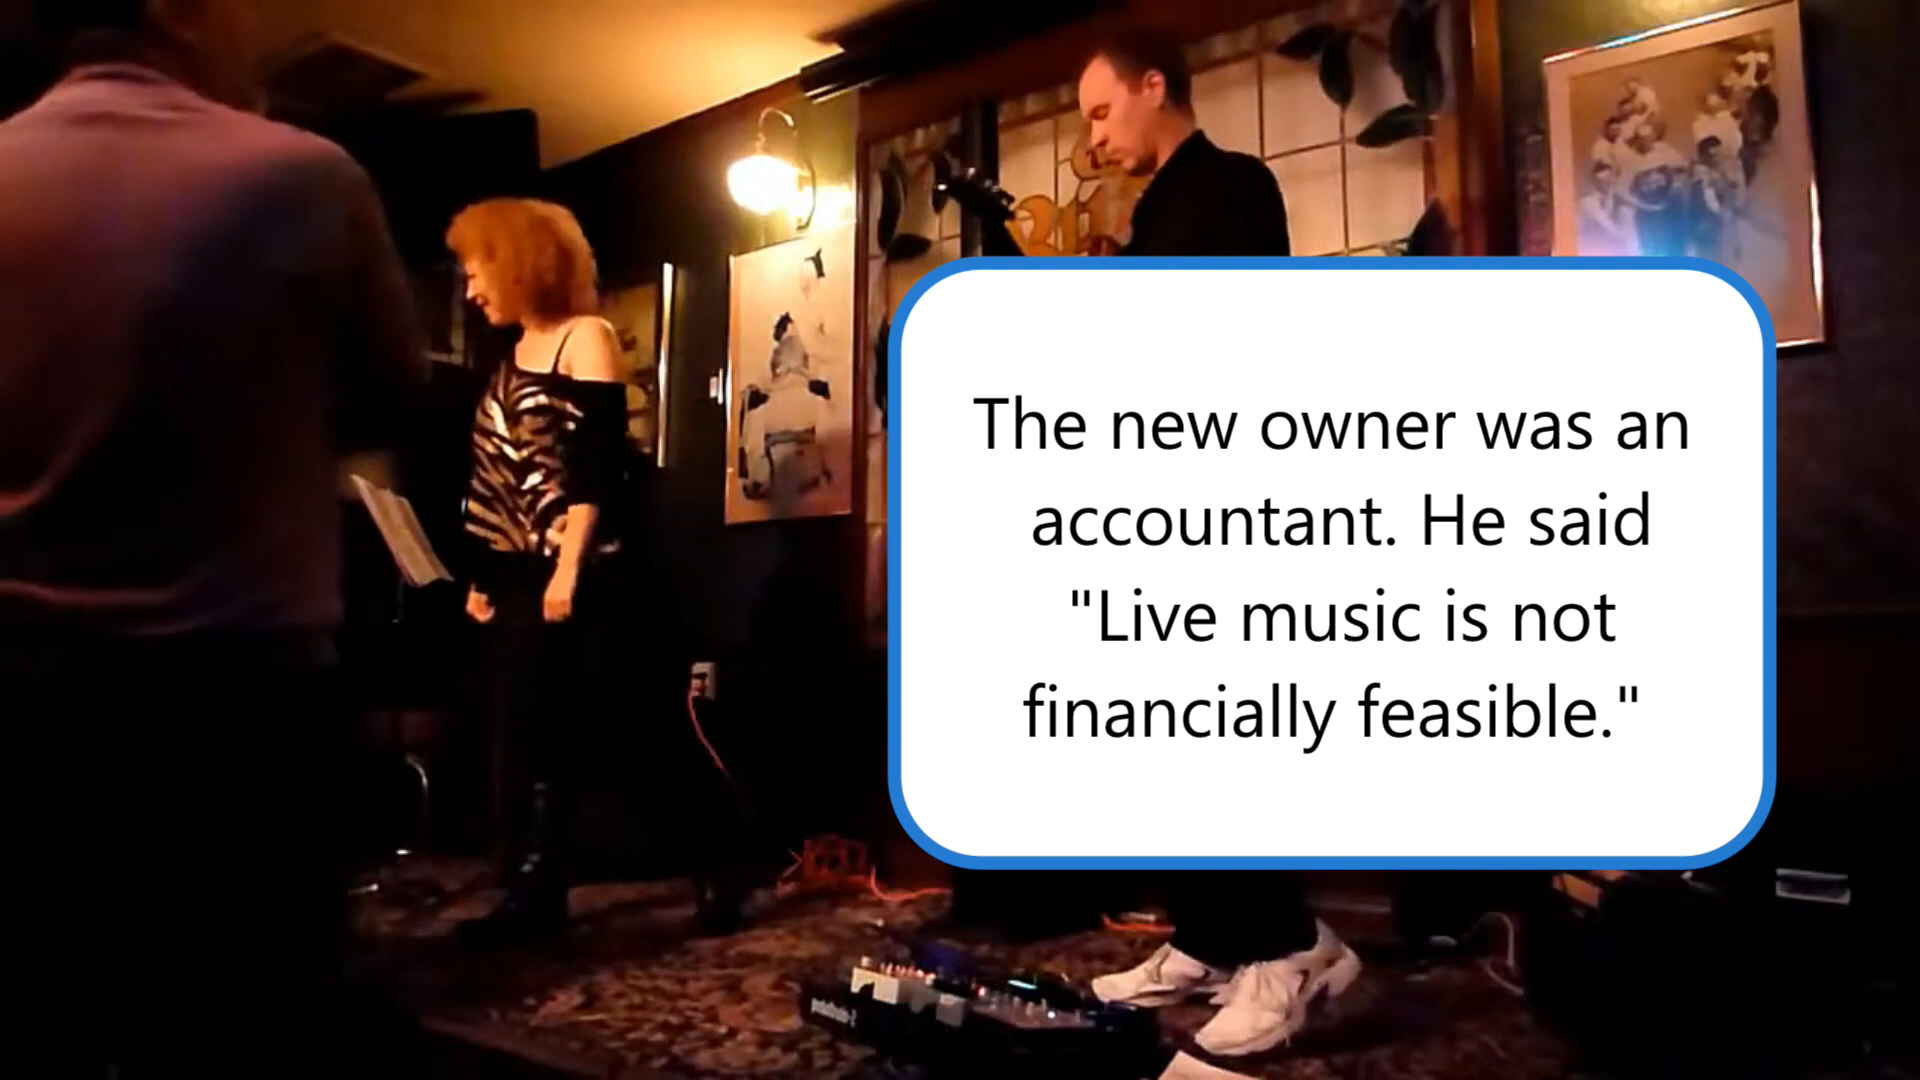 The new owner was an
accountant. He said
"Live music is not
financially feasible."